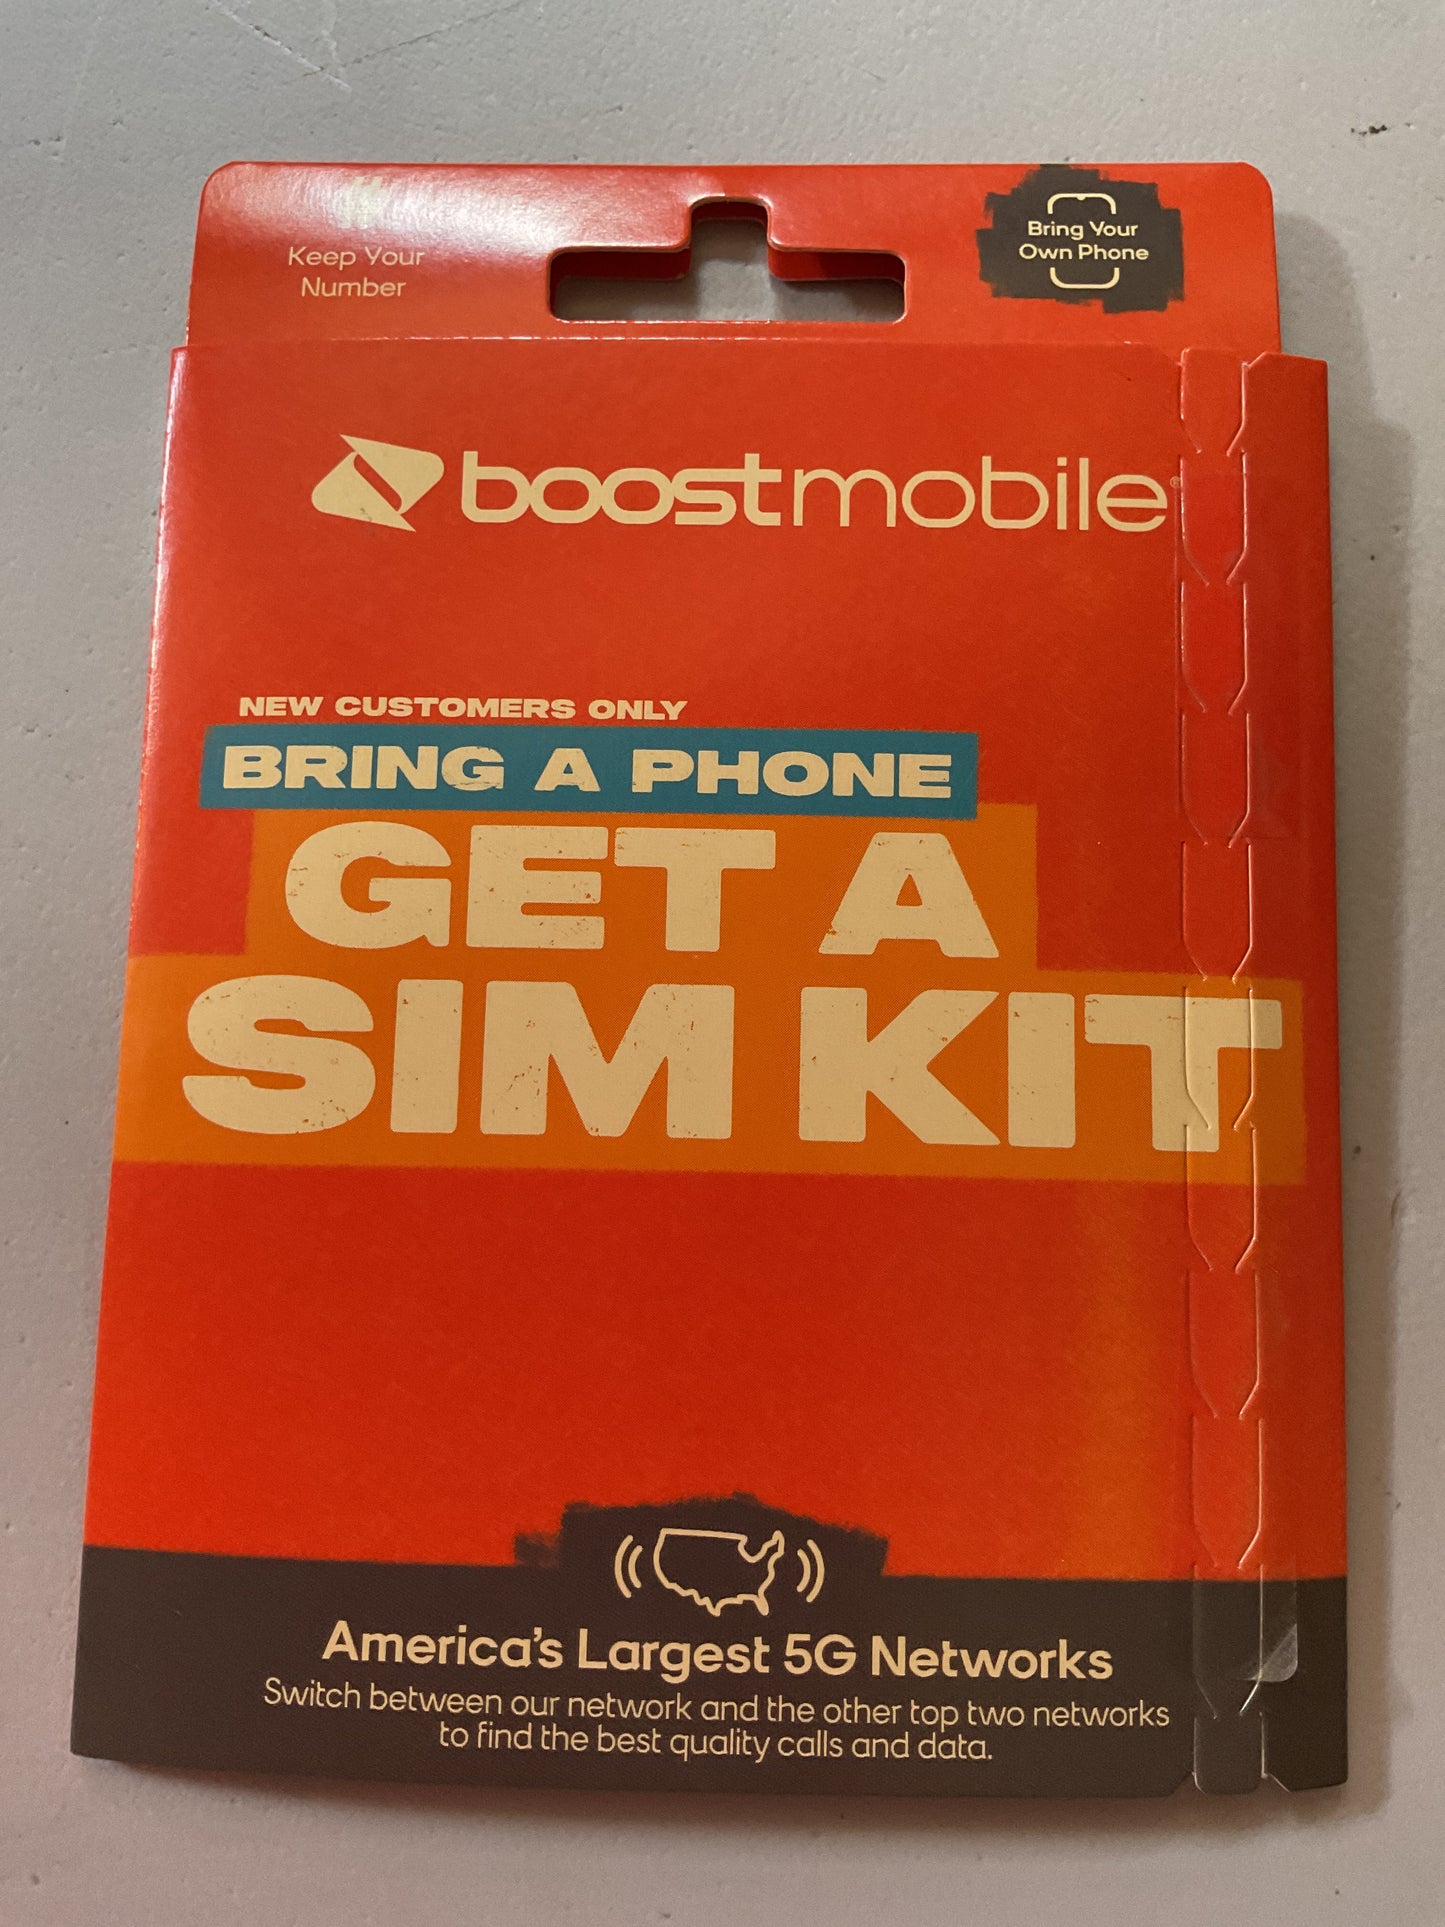 #
Keep Your
Number
Bring Your
Own Phone
boostmobile
NEW CUSTOMERS ONLY
BRING A PHONE
GET A
SIM KIT
America's Largest 5G Networks
Switch between our network and the other top two networks
to find the best quality calls and data.